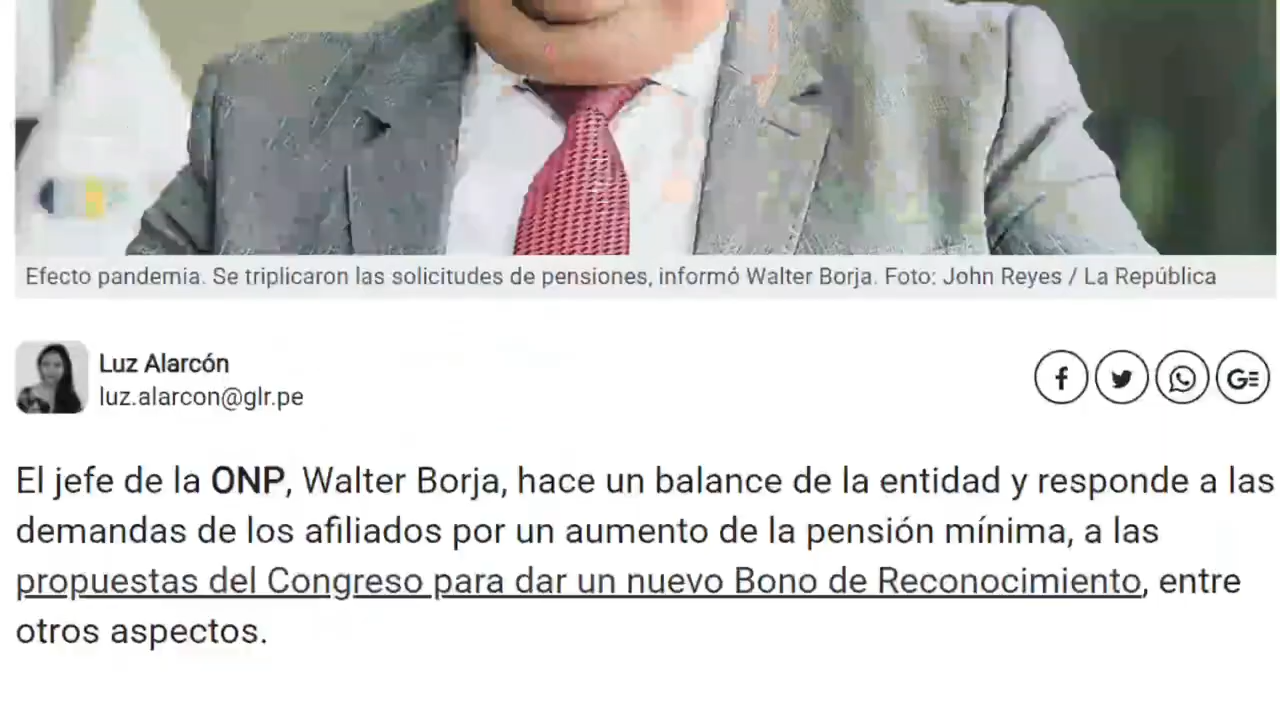 Efecto pandemia. Se triplicaron las solicitudes de pensiones, informó Walter Borja. Foto: John Reyes / La República
Luz Alarcón
luz.alarcon@glr.pe
El jefe de la ONP, Walter Borja, hace un balance de la entidad y responde a las
demandas de los afiliados por un aumento de la pensión mínima, a las
propuestas del Congreso para dar un nuevo Bono de Reconocimiento, entre
otros aspectos.